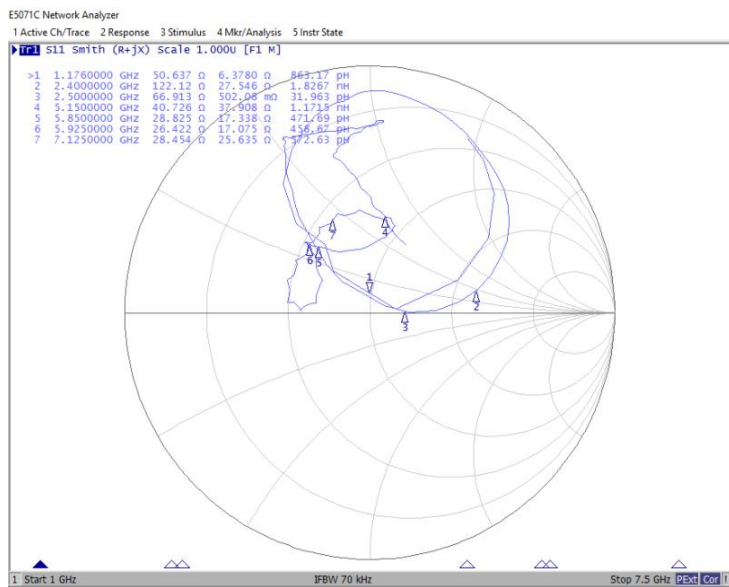 E5071C Network Analyzer
1 Active Ch/Trace 2 Response 3 Stimulus 4 Mkr/Analysis 5 Instr State
Tr1 S11 Smith (R+jX) Scale 1.000U [F1 M]
>1 1.1760000 GHz 50.637 Ω 6.3780 Ω 863.17 pH
2 2.4000000 GHz 122.12 Ω 27.546 Ω 1.8267 nH
3 2.5000000 GHz 66.913 Ω 502.08 mΩ 31.963 pH
4 5.1500000 GHz 40.726 Ω 37.908 Ω 1.1715 nH
5 5.8500000 GHz 28.825 Ω 17.338 Ω 471.69 pH
6 5.9250000 GHz 26.422 Ω 17.075 Ω 458.67 pH
7 7.1250000 GHz 28.454 Ω 25.635 Ω 572.63 pH
7
4
6
5
1
2
3
1 Start 1 GHz IFBW 70 kHz Stop 7.5 GHz PExt Cor !